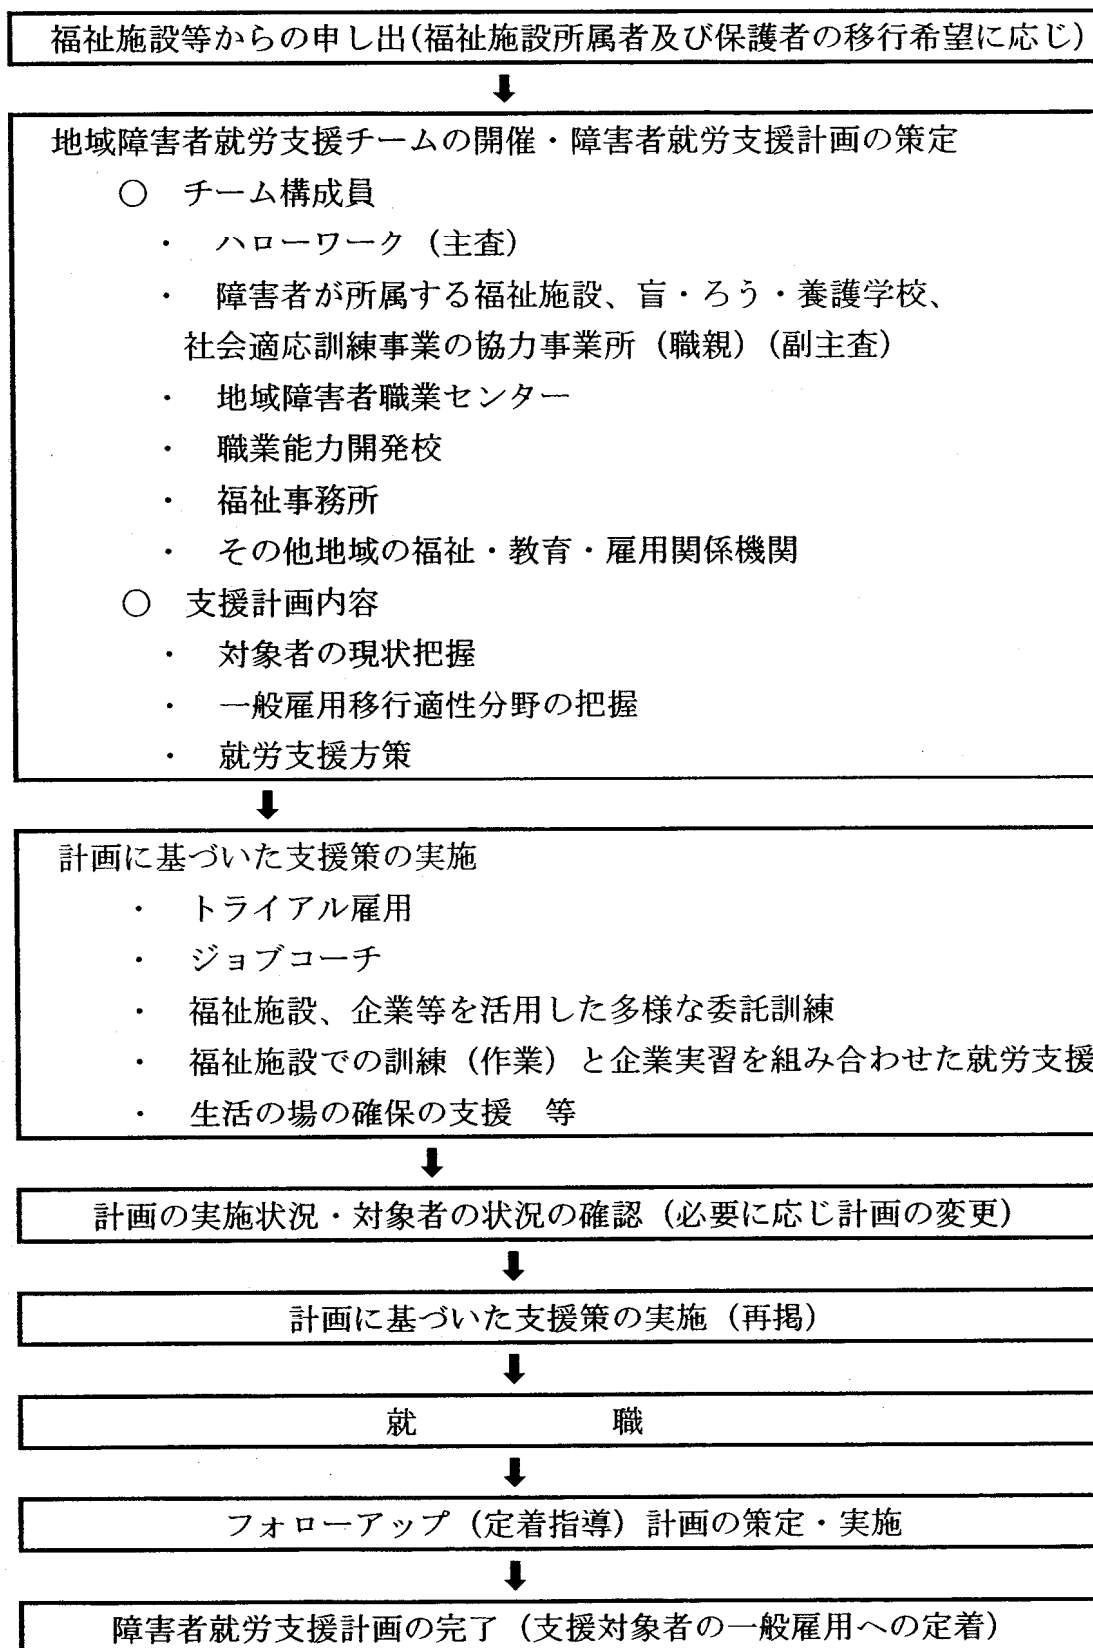 福祉施設等からの申し出(福祉施設所属者及び保護者の移行希望に応じ)
地域障害者就労支援チームの開催・障害者就労支援計画の策定
○ チーム構成員
・ ハローワーク(主査)
・ 障害者が所属する福祉施設、盲・ろう・養護学校、
社会適応訓練事業の協力事業所(職親)(副主査)
・ 地域障害者職業センター
・ 職業能力開発校
・ 福祉事務所
・ その他地域の福祉・教育・雇用関係機関
○ 支援計画内容
・ 対象者の現状把握
・ 一般雇用移行適性分野の把握
・ 就労支援方策
計画に基づいた支援策の実施
・ トライアル雇用
・ ジョブコーチ
・ 福祉施設、企業等を活用した多様な委託訓練
・ 福祉施設での訓練(作業)と企業実習を組み合わせた就労支援
・ 生活の場の確保の支援 等
計画の実施状況・対象者の状況の確認(必要に応じ計画の変更)
計画に基づいた支援策の実施(再掲)
就 職
フォローアップ(定着指導)計画の策定・実施
障害者就労支援計画の完了(支援対象者の一般雇用への定着)